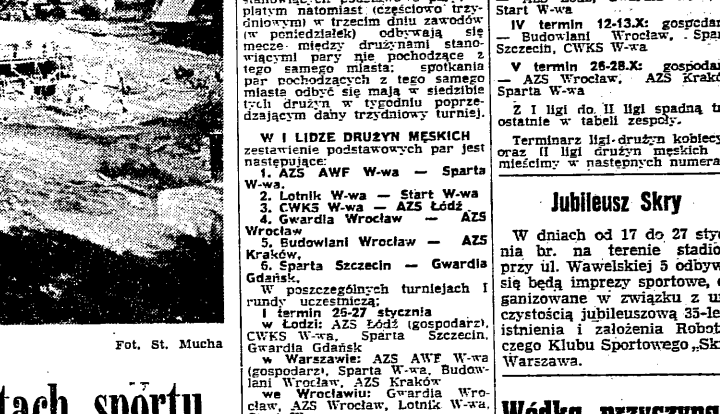 Fot. St. Mucha
tach sportu
stanowiących podstawowe pary,
płatym natomiast (częściowo trzy-
dniowym) w trzecim dniu zawodów
(w poniedziałek) odbywają się
mecze między drużynami stano-
wiącymi pary nie pochodzące z
tego samego miasta; spotkania
par pochodzących z tego samego
miasta odbyć się mają w siedzibie
tych drużyn w tygodniu poprze-
dzającym dany trzydniowy turniej.
W I LIDZE DRUŻYN MĘSKICH
zestawienie podstawowych par jest
następujące:
1. AZS AWF W-wa — Sparta
W-wa,
2. Lotnik W-wa — Start W-wa
3. CWKS W-wa — AZS Łódź
4. Gwardia Wrocław — AZS
Wrocław
5. Budowlani Wrocław — AZS
Kraków,
6. Sparta Szczecin — Gwardia
Gdańsk.
W poszczególnych turniejach I
rundy uczestniczą:
I termin 25-27 stycznia
w Łodzi: AZS Łódź (gospodarz),
CWKS W-wa, Sparta Szczecin,
Gwardia Gdańsk
w Warszawie: AZS AWF W-wa
(gospodarz), Sparta W-wa, Budow-
lani Wrocław, AZS Kraków
we Wrocławiu: Gwardia Wro-
cław, AZS Wrocław, Lotnik W-wa,
Start W-wa
IV termin 12-13.X: gospodar
— Budowlani Wrocław, Spar
Szczecin, CWKS W-wa
V termin 26-28.X: gospodar
— AZS Wrocław, AZS Krakó
Sparta W-wa
Z I ligi do II ligi spadną t
ostatnie w tabeli zespoły.
Terminarz ligi drużyn kobiecy
oraz II ligi drużyn męskich
mieścimy w następnych numera
Jubileusz Skry
W dniach od 17 do 27 stycz
nia br. na terenie stadio
przy ul. Wawelskiej 5 odbyw
się będą imprezy sportowe,
ganizowane w związku z u
czystością jubileuszową 35-le
istnienia i założenia Robot
czego Klubu Sportowego „Sk
Warszawa.
Wódka przyczyną